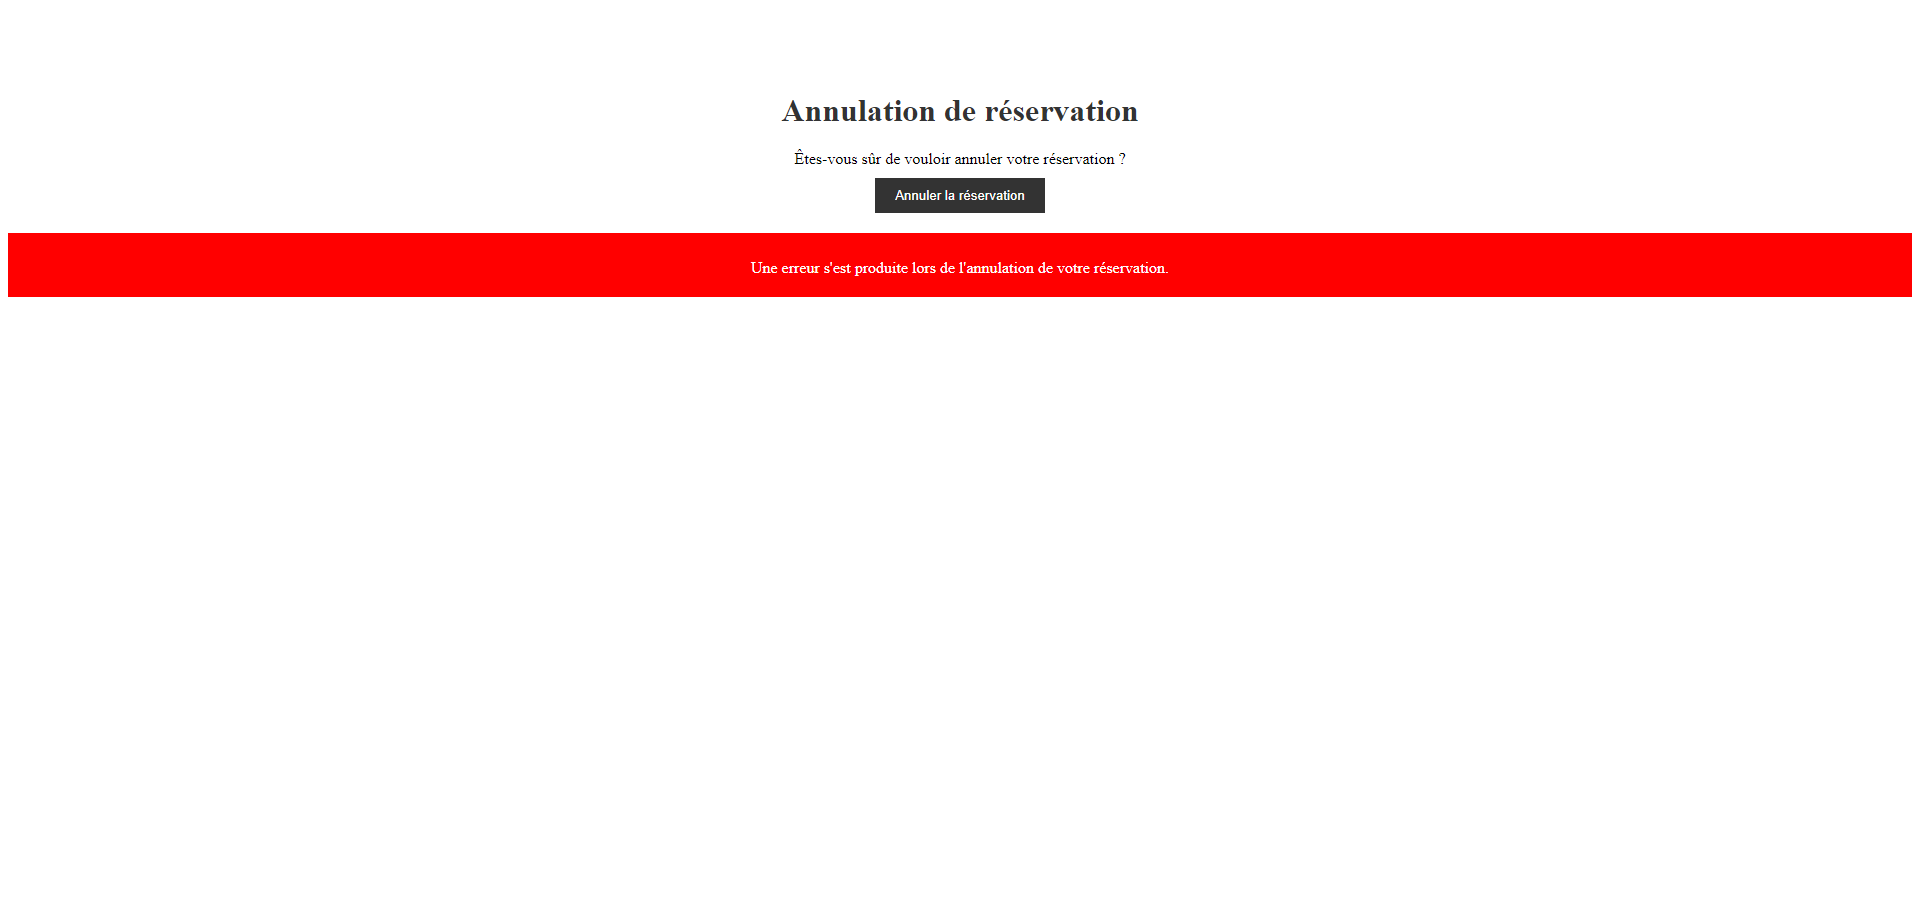 Annulation de réservation
Êtes-vous sûr de vouloir annuler votre réservation ?
Annuler la réservation
Une erreur s'est produite lors de l'annulation de votre réservation.